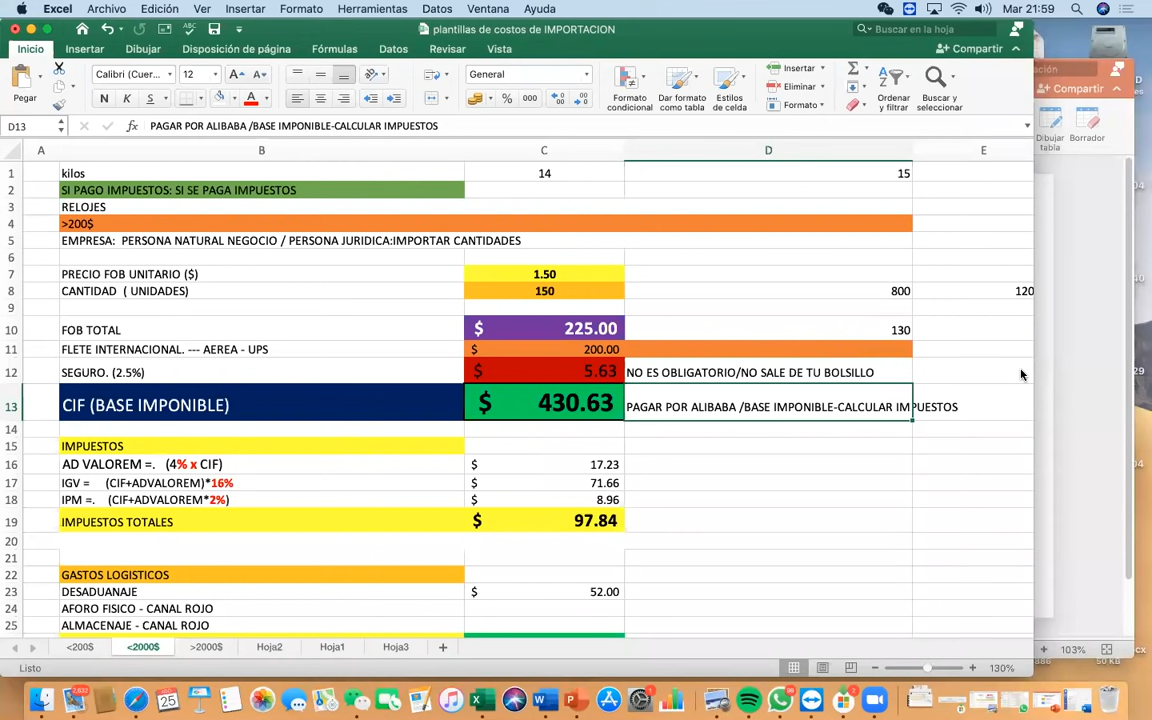 Excel Archivo Edición Ver Insertar Formato Herramientas Datos Ventana Ayuda Mar 21:59
plantillas de costos de IMPORTACION
Buscar en la hoja
Inicio Insertar Dibujar Disposición de página Fórmulas Datos Revisar Vista Compartir
Pegar
Calibri (Cuer... 12
N K S
General
% 000
Formato condicional
Dar formato como tabla
Estilos de celda
Insertar
Eliminar
Formato
Ordenar y filtrar
Buscar y seleccionar
Compartir
Dibujar tabla
Borrador
D13 fx PAGAR POR ALIBABA /BASE IMPONIBLE-CALCULAR IMPUESTOS
A B C D E
1 kilos 14 15
2 SI PAGO IMPUESTOS: SI SE PAGA IMPUESTOS
3 RELOJES
4 >200$
5 EMPRESA: PERSONA NATURAL NEGOCIO / PERSONA JURIDICA:IMPORTAR CANTIDADES
6
7 PRECIO FOB UNITARIO ($) 1.50
8 CANTIDAD ( UNIDADES) 150 800 120
9
10 FOB TOTAL $ 225.00 130
11 FLETE INTERNACIONAL. --- AEREA - UPS $ 200.00
12 SEGURO. (2.5%) $ 5.63 NO ES OBLIGATORIO/NO SALE DE TU BOLSILLO
13 CIF (BASE IMPONIBLE) $ 430.63 PAGAR POR ALIBABA /BASE IMPONIBLE-CALCULAR IMPUESTOS
14
15 IMPUESTOS
16 AD VALOREM =. (4% x CIF) $ 17.23
17 IGV = (CIF+ADVALOREM)*16% $ 71.66
18 IPM =. (CIF+ADVALOREM*2%) $ 8.96
19 IMPUESTOS TOTALES $ 97.84
20
21
22 GASTOS LOGISTICOS
23 DESADUANAJE $ 52.00
24 AFORO FISICO - CANAL ROJO
25 ALMACENAJE - CANAL ROJO
<200$ <2000$ >2000$ Hoja2 Hoja1 Hoja3 +
Listo 130%
103%